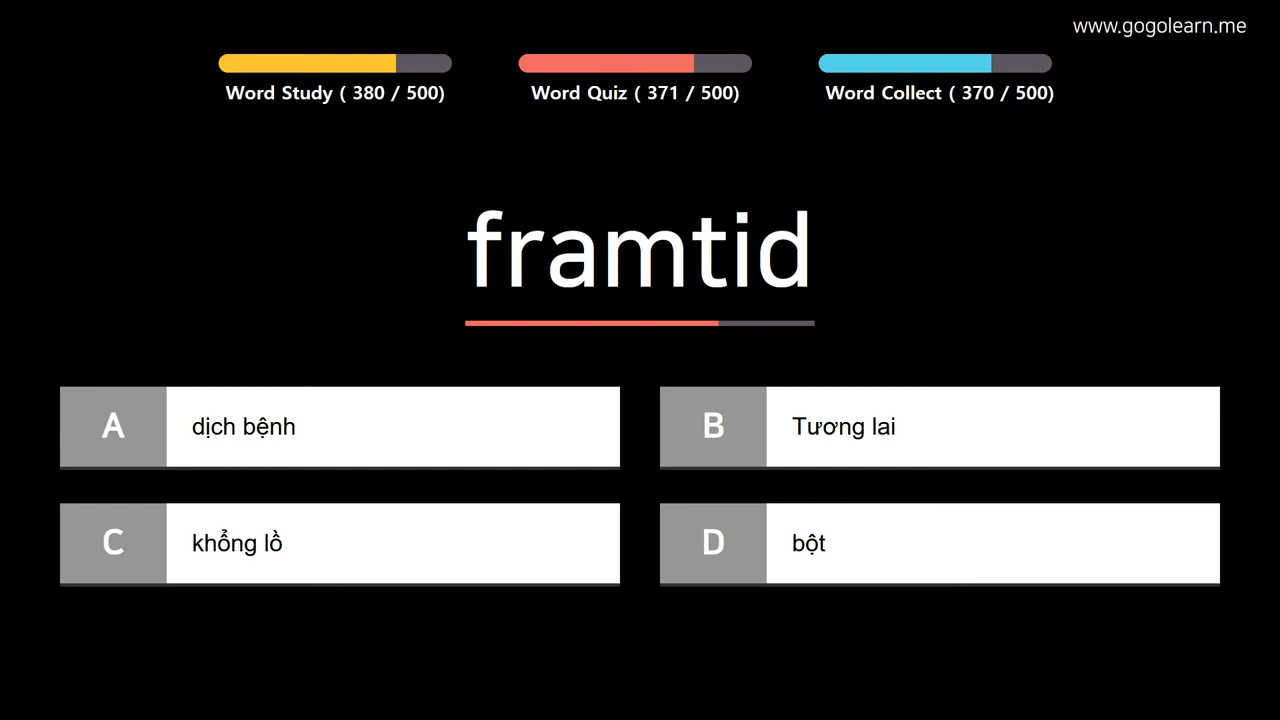 www.gogolearn.me
Word Study ( 380 / 500)
Word Quiz ( 371 / 500)
Word Collect ( 370 / 500)
framtid
A dịch bệnh
B Tương lai
C khổng lồ
D bột